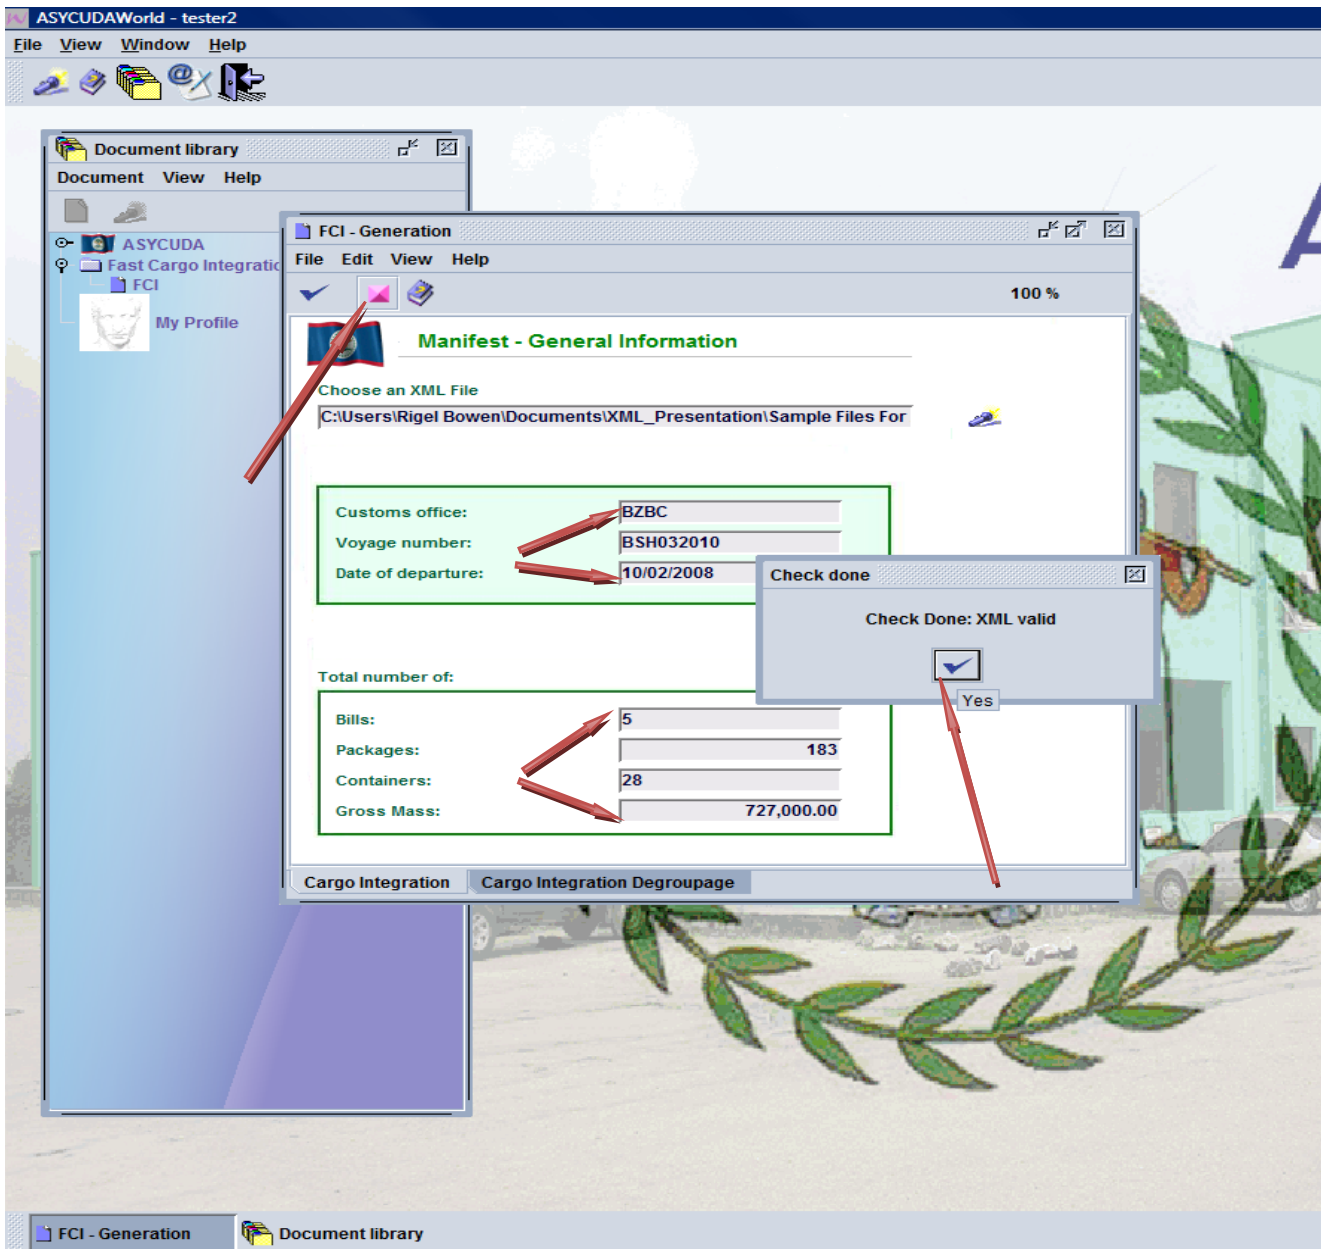 ASYCUDAWorld - tester2
File View Window Help
Document library
Document View Help
ASYCUDA
Fast Cargo Integratio
FCI
My Profile
FCI - Generation
File Edit View Help
100 %
Manifest - General Information
Choose an XML File
C:\Users\Rigel Bowen\Documents\XML_Presentation\Sample Files For
Customs office: BZBC
Voyage number: BSH032010
Date of departure: 10/02/2008
Check done
Check Done: XML valid
Yes
Total number of:
Bills: 5
Packages: 183
Containers: 28
Gross Mass: 727,000.00
Cargo Integration Cargo Integration Degroupage
A
FCI - Generation Document library